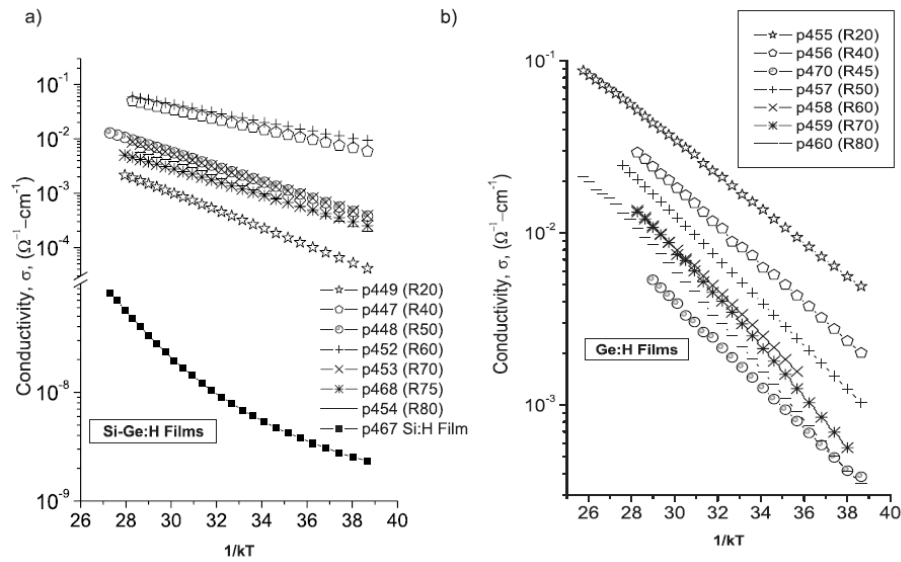 a)
10⁻¹
10⁻²
10⁻³
10⁻⁴
10⁻⁸
10⁻⁹
Conductivity, σ, (Ω⁻¹–cm⁻¹)
p449 (R20)
p447 (R40)
p448 (R50)
p452 (R60)
p453 (R70)
p468 (R75)
p454 (R80)
p467 Si:H Film
Si-Ge:H Films
26 28 30 32 34 36 38 40
1/kT
b)
p455 (R20)
p456 (R40)
p470 (R45)
p457 (R50)
p458 (R60)
p459 (R70)
p460 (R80)
10⁻¹
10⁻²
10⁻³
Conductivity, σ, (Ω⁻¹–cm⁻¹)
Ge:H Films
26 28 30 32 34 36 38 40
1/kT